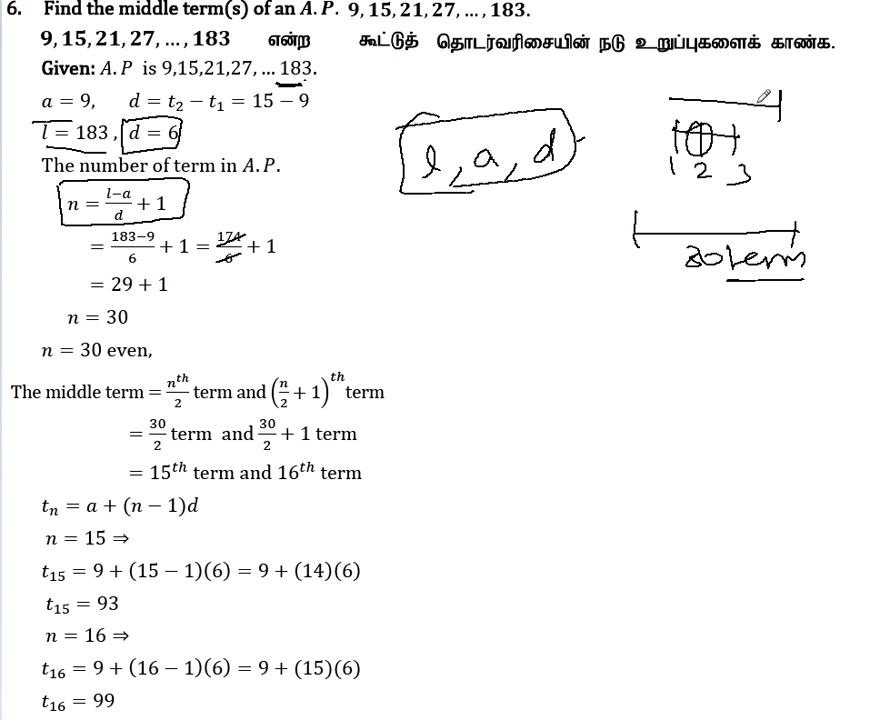 6. Find the middle term(s) of an A. P. 9, 15, 21, 27, ... , 183.
9, 15, 21, 27, ... , 183 என்ற கூட்டுத் தொடர்வரிசையின் நடு உறுப்புகளைக் காண்க.
Given: A. P is 9,15,21,27, ... 183.
a = 9, d = t₂ − t₁ = 15 − 9
l = 183 , d = 6
l, a, d
1 2 3
The number of term in A. P.
n = (l−a)/d + 1
= (183−9)/6 + 1 = 174/6 + 1
30 term
= 29 + 1
n = 30
n = 30 even,
The middle term = nᵗʰ/2 term and (n/2 + 1)ᵗʰ term
= 30/2 term and 30/2 + 1 term
= 15ᵗʰ term and 16ᵗʰ term
tₙ = a + (n − 1)d
n = 15 ⇒
t₁₅ = 9 + (15 − 1)(6) = 9 + (14)(6)
t₁₅ = 93
n = 16 ⇒
t₁₆ = 9 + (16 − 1)(6) = 9 + (15)(6)
t₁₆ = 99